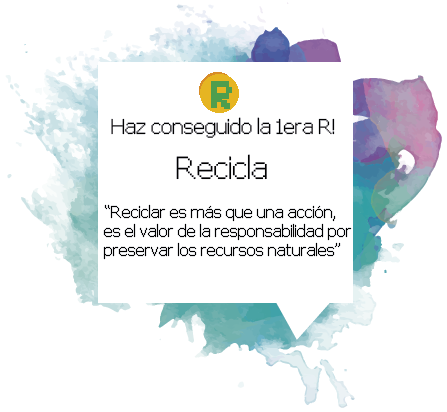 R
Haz conseguido la 1era R!
Recicla
“Reciclar es más que una acción,
es el valor de la responsabilidad por
preservar los recursos naturales”